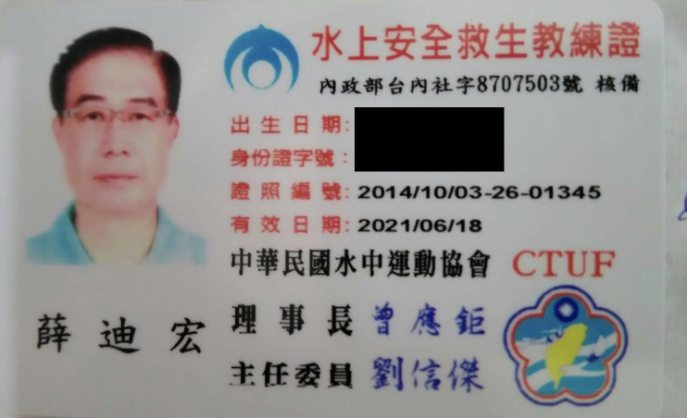 水上安全救生教練證
內政部台內社字8707503號 核備
出生日期:
身份證字號:
證照編號: 2014/10/03-26-01345
有效日期: 2021/06/18
中華民國水中運動協會 CTUF
薛迪宏
理事長 曾應鉅
主任委員 劉信傑